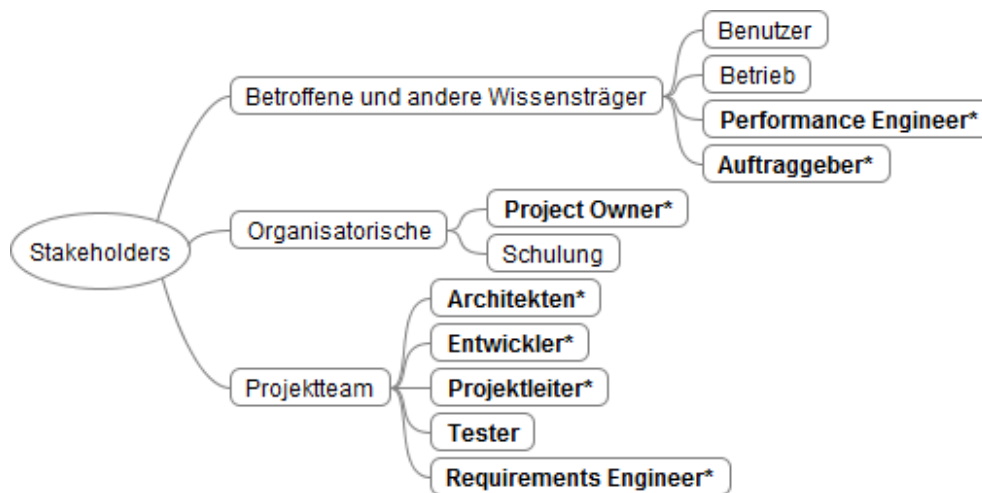 Stakeholders
Betroffene und andere Wissensträger
Benutzer
Betrieb
Performance Engineer*
Auftraggeber*
Organisatorische
Project Owner*
Schulung
Projektteam
Architekten*
Entwickler*
Projektleiter*
Tester
Requirements Engineer*